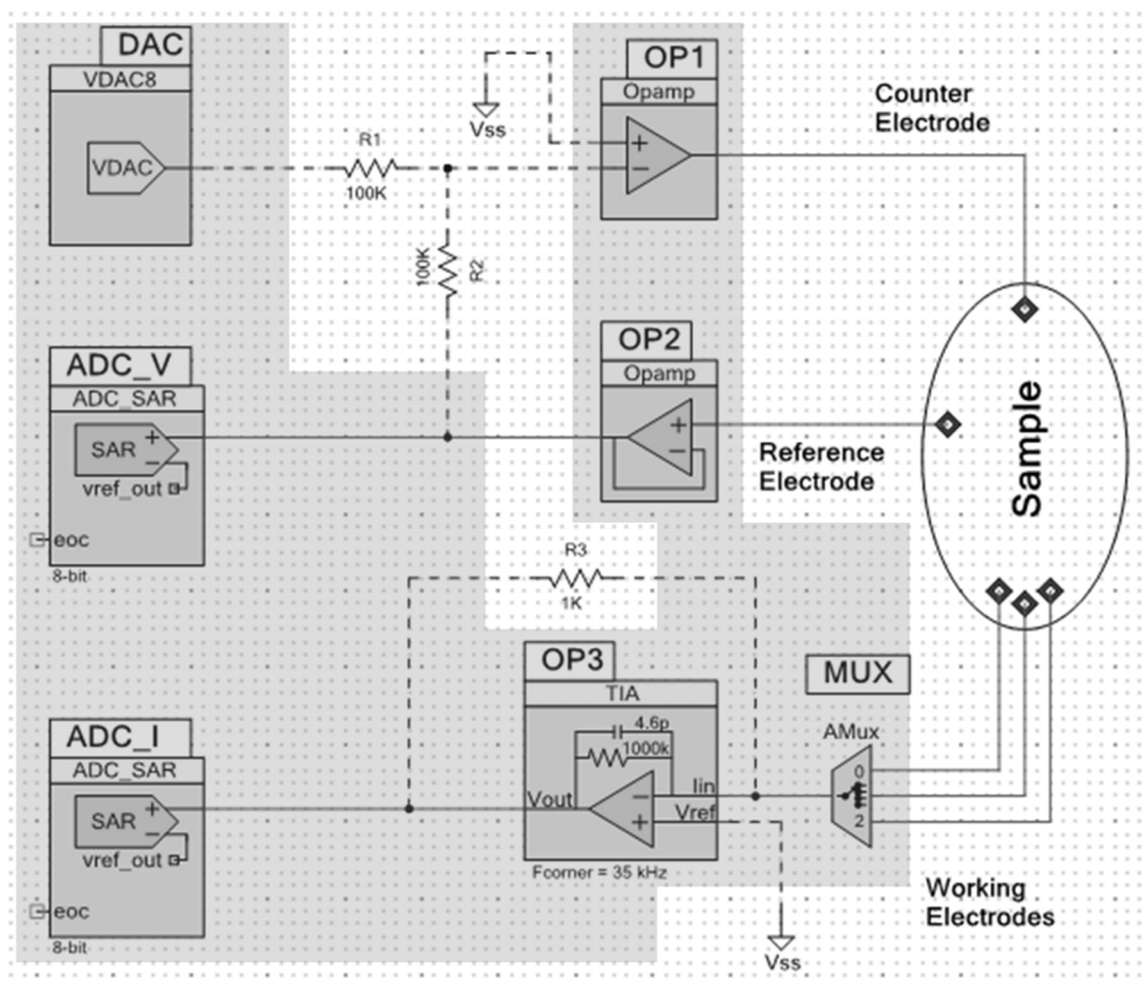 DAC
VDAC8
VDAC
R1
100K
Vss
OP1
Opamp
+
−
Counter
Electrode
100K
R2
ADC_V
ADC_SAR
SAR
+
−
vref_out
eoc
8-bit
OP2
Opamp
+
−
Reference
Electrode
Sample
R3
1K
OP3
TIA
4.6p
1000k
Vout
Iin
Vref
−
+
Fcorner = 35 kHz
MUX
AMux
0
2
ADC_I
ADC_SAR
SAR
+
−
vref_out
eoc
8-bit
Vss
Working
Electrodes